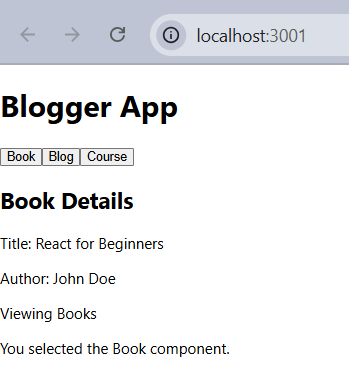 localhost:3001
Blogger App
Book Blog Course
Book Details
Title: React for Beginners
Author: John Doe
Viewing Books
You selected the Book component.